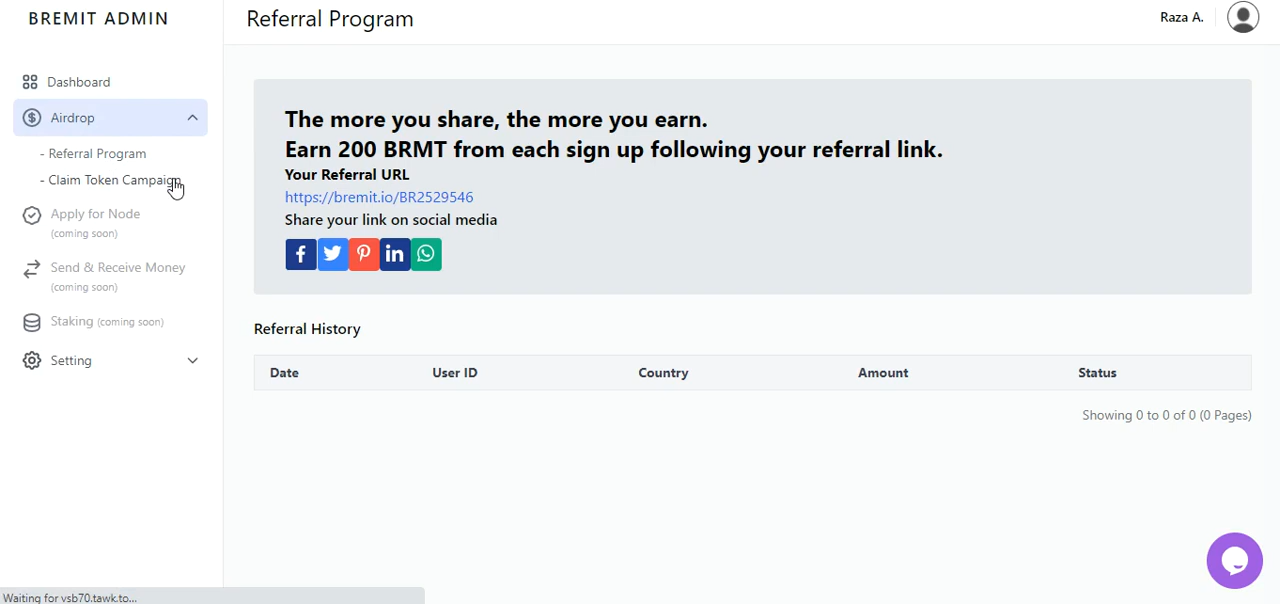 BREMIT ADMIN
Referral Program
Raza A.
Dashboard
Airdrop
- Referral Program
- Claim Token Campaign
Apply for Node
(coming soon)
Send & Receive Money
(coming soon)
Staking (coming soon)
Setting
The more you share, the more you earn.
Earn 200 BRMT from each sign up following your referral link.
Your Referral URL
https://bremit.io/BR2529546
Share your link on social media
Referral History
Date User ID Country Amount Status
Showing 0 to 0 of 0 (0 Pages)
Waiting for vsb70.tawk.to...